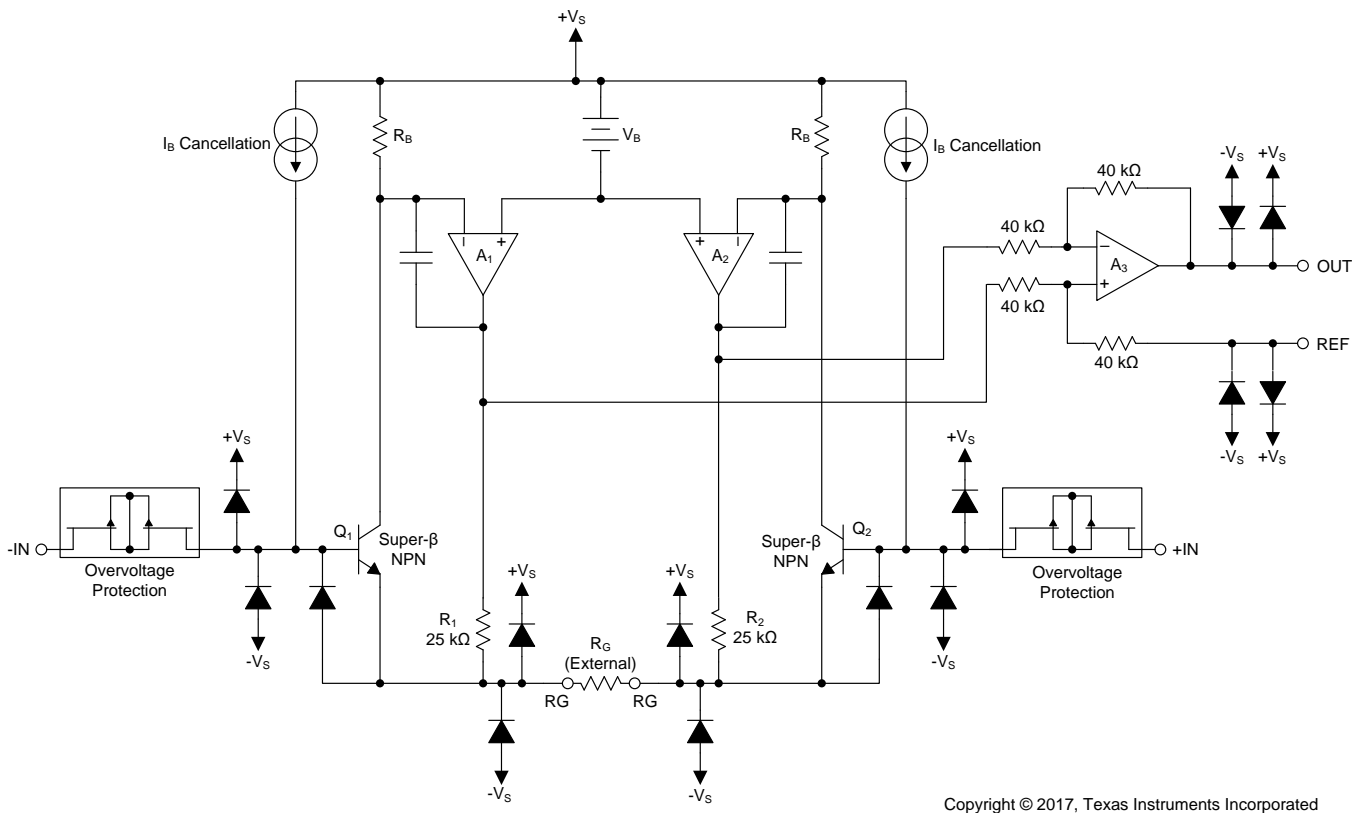 +VS
IB Cancellation
RB
VB
RB
IB Cancellation
-VS
+VS
40 kΩ
40 kΩ
40 kΩ
40 kΩ
–
+
A1
+
–
A2
−
+
A3
OUT
REF
-VS
+VS
+VS
+VS
-IN
Overvoltage
Protection
Q1
Super-β
NPN
Q2
Super-β
NPN
+IN
Overvoltage
Protection
-VS
-VS
+VS
+VS
R1
25 kΩ
R2
25 kΩ
RG
(External)
RG
RG
-VS
-VS
Copyright © 2017, Texas Instruments Incorporated